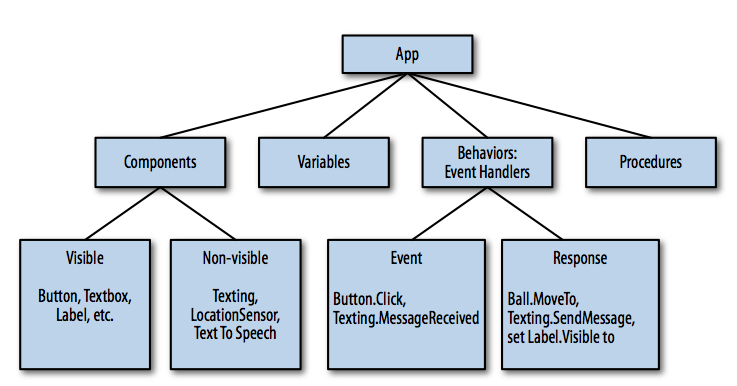 App
Components
Variables
Behaviors:
Event Handlers
Procedures
Visible
Button, Textbox,
Label, etc.
Non-visible
Texting,
LocationSensor,
Text To Speech
Event
Button.Click,
Texting.MessageReceived
Response
Ball.MoveTo,
Texting.SendMessage,
set Label.Visible to